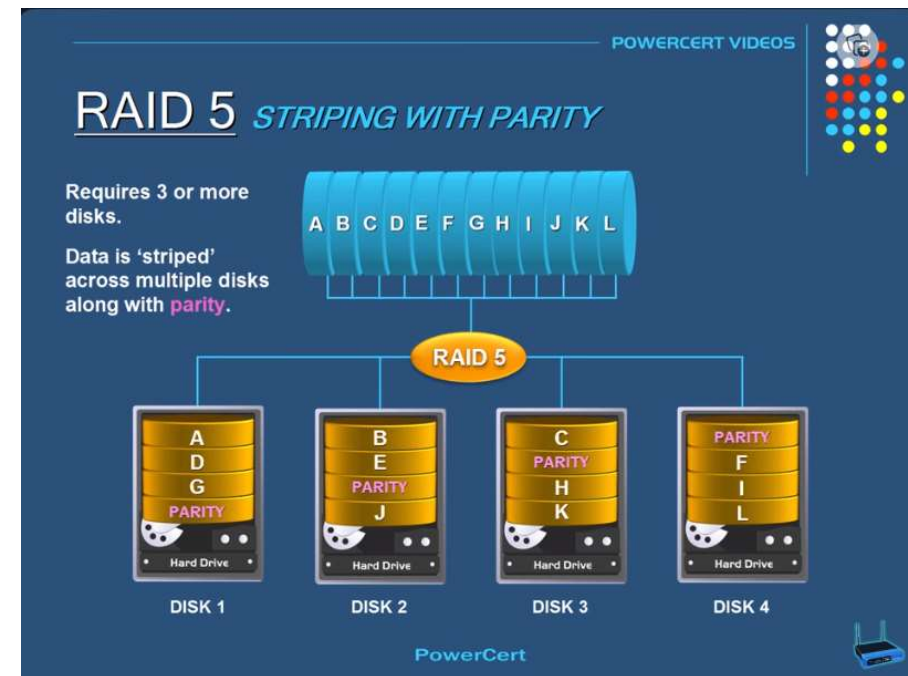 POWERCERT VIDEOS
RAID 5 STRIPING WITH PARITY
Requires 3 or more
disks.
Data is ‘striped’
across multiple disks
along with parity.
A B C D E F G H I J K L
RAID 5
A
D
G
PARITY
Hard Drive
DISK 1
B
E
PARITY
J
Hard Drive
DISK 2
C
PARITY
H
K
Hard Drive
DISK 3
PARITY
F
I
L
Hard Drive
DISK 4
PowerCert